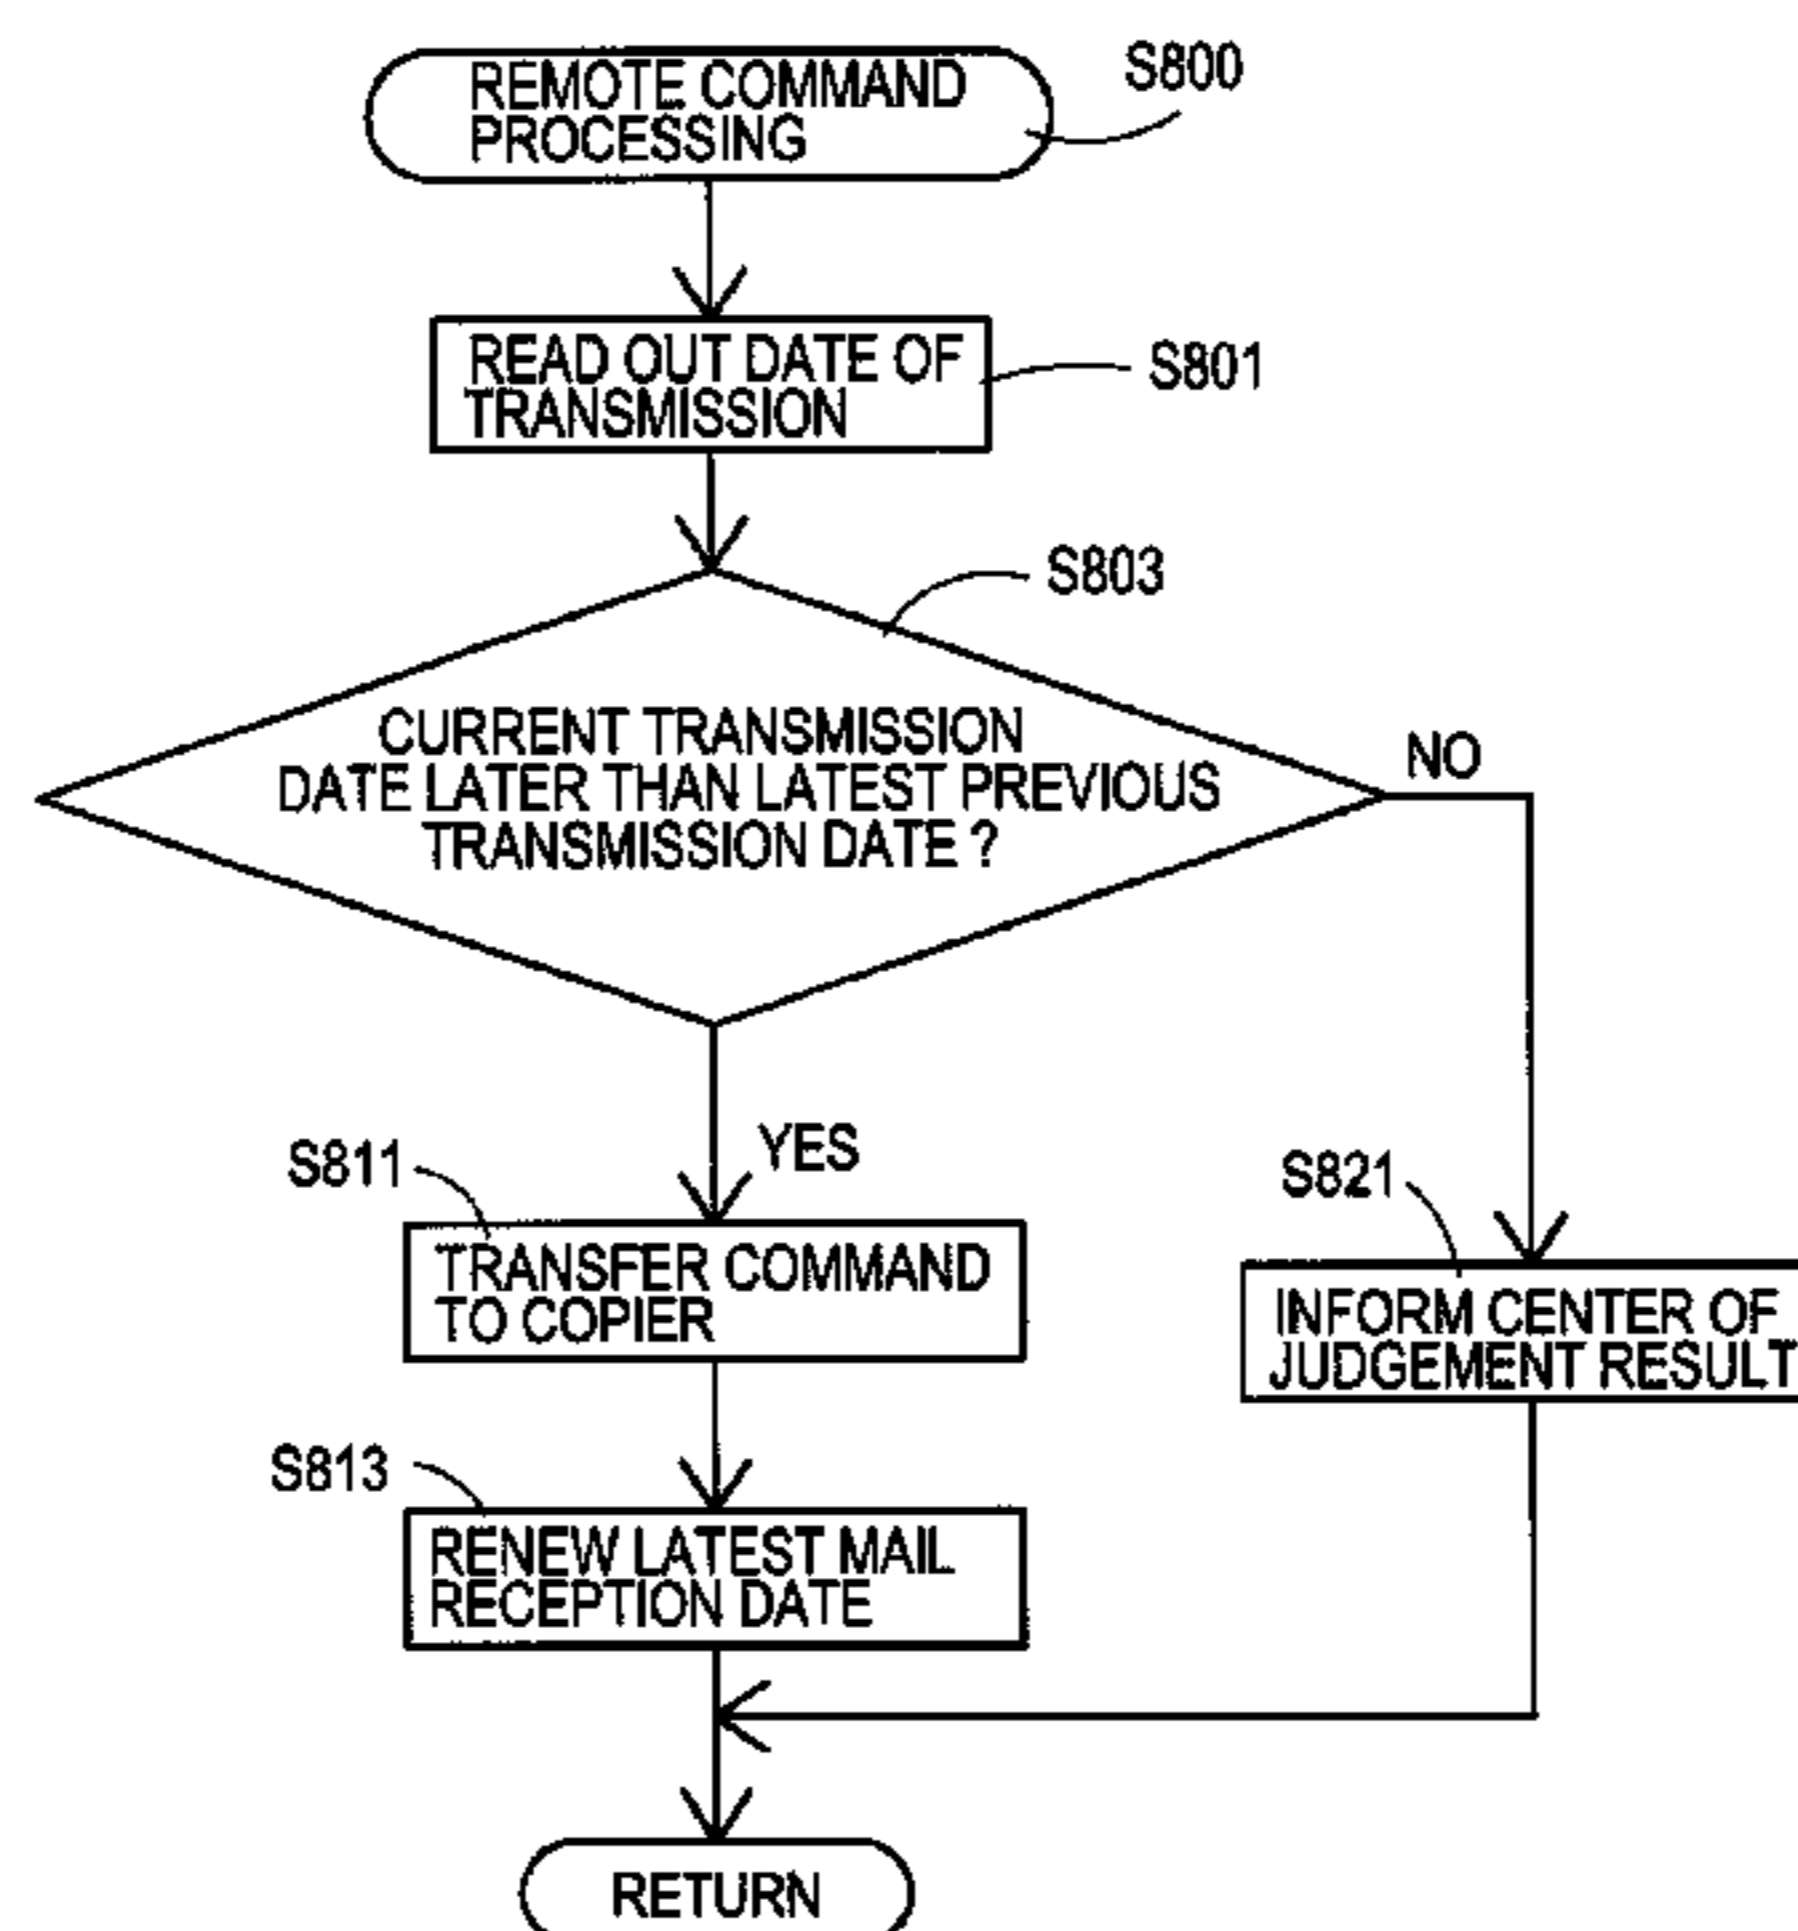 REMOTE COMMAND
PROCESSING
S800
READ OUT DATE OF
TRANSMISSION
S801
S803
CURRENT TRANSMISSION
DATE LATER THAN LATEST PREVIOUS
TRANSMISSION DATE ?
NO
YES
S811
TRANSFER COMMAND
TO COPIER
S821
INFORM CENTER OF
JUDGEMENT RESULT
S813
RENEW LATEST MAIL
RECEPTION DATE
RETURN